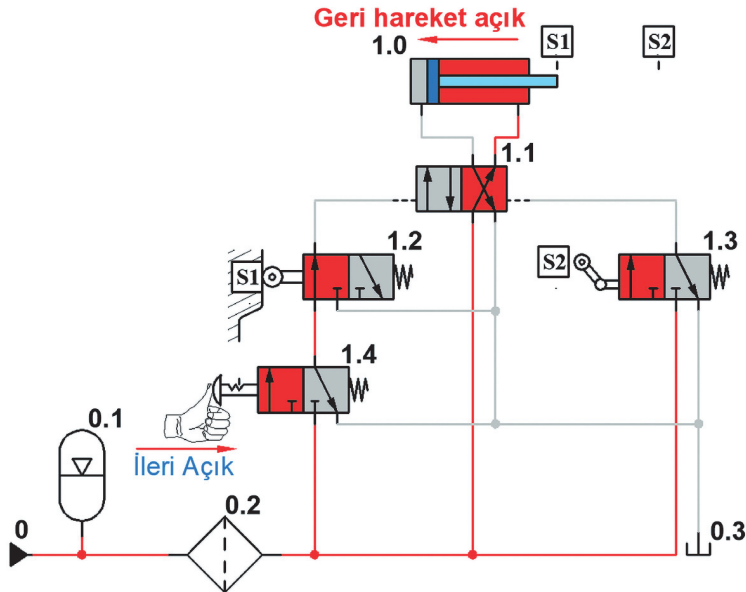 Geri hareket açık
1.0
S1
S2
1.1
1.2
S1
S2
1.3
1.4
0.1
İleri Açık
0.2
0
0.3